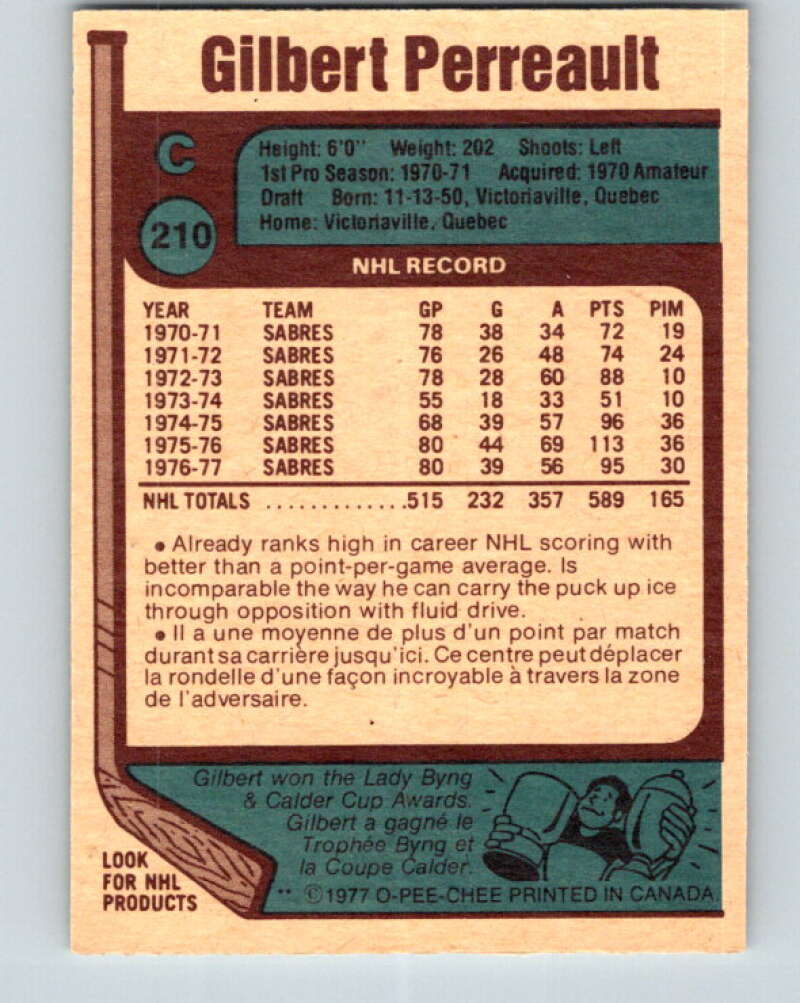 Gilbert Perreault
C
Height: 6'0" Weight: 202 Shoots: Left
1st Pro Season: 1970-71 Acquired: 1970 Amateur
Draft Born: 11-13-50, Victoriaville, Quebec
Home: Victoriaville, Quebec
210
NHL RECORD
YEAR TEAM GP G A PTS PIM
1970-71 SABRES 78 38 34 72 19
1971-72 SABRES 76 26 48 74 24
1972-73 SABRES 78 28 60 88 10
1973-74 SABRES 55 18 33 51 10
1974-75 SABRES 68 39 57 96 36
1975-76 SABRES 80 44 69 113 36
1976-77 SABRES 80 39 56 95 30
NHL TOTALS ..............515 232 357 589 165
• Already ranks high in career NHL scoring with
better than a point-per-game average. Is
incomparable the way he can carry the puck up ice
through opposition with fluid drive.
• Il a une moyenne de plus d'un point par match
durant sa carrière jusqu'ici. Ce centre peut déplacer
la rondelle d'une façon incroyable à travers la zone
de l'adversaire.
Gilbert won the Lady Byng
& Calder Cup Awards.
Gilbert a gagné le
Trophée Byng et
la Coupe Calder.
LOOK
FOR NHL
PRODUCTS
** ©1977 O-PEE-CHEE PRINTED IN CANADA